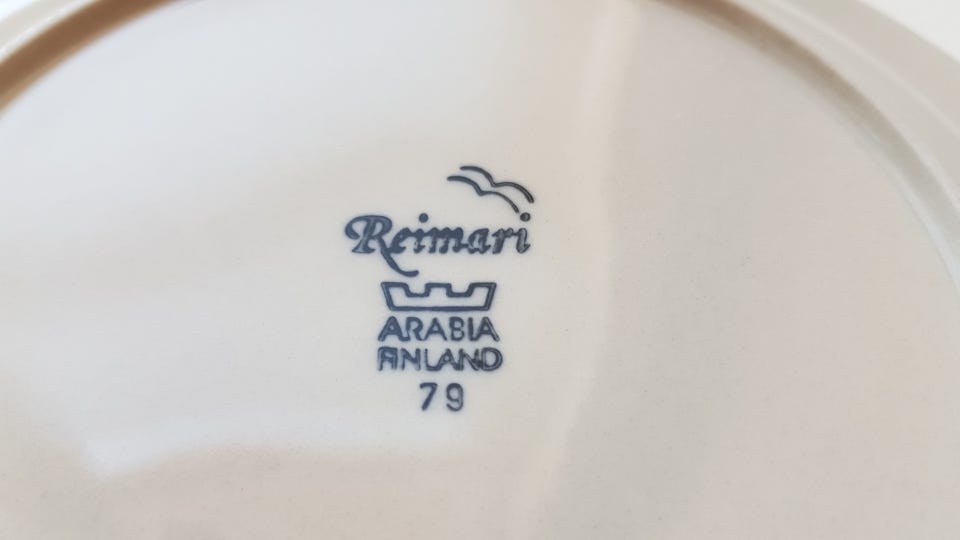 Reimari
ARABIA
FINLAND
79